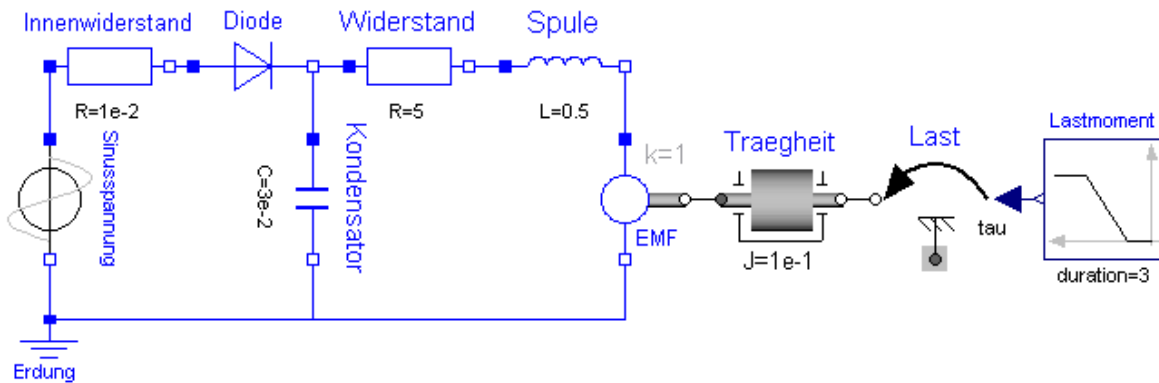 Innenwiderstand
Diode
Widerstand
Spule
R=1e-2
R=5
L=0.5
Sinusspannung
C=3e-2
Kondensator
k=1
EMF
Traegheit
J=1e-1
Last
tau
Lastmoment
duration=3
Erdung